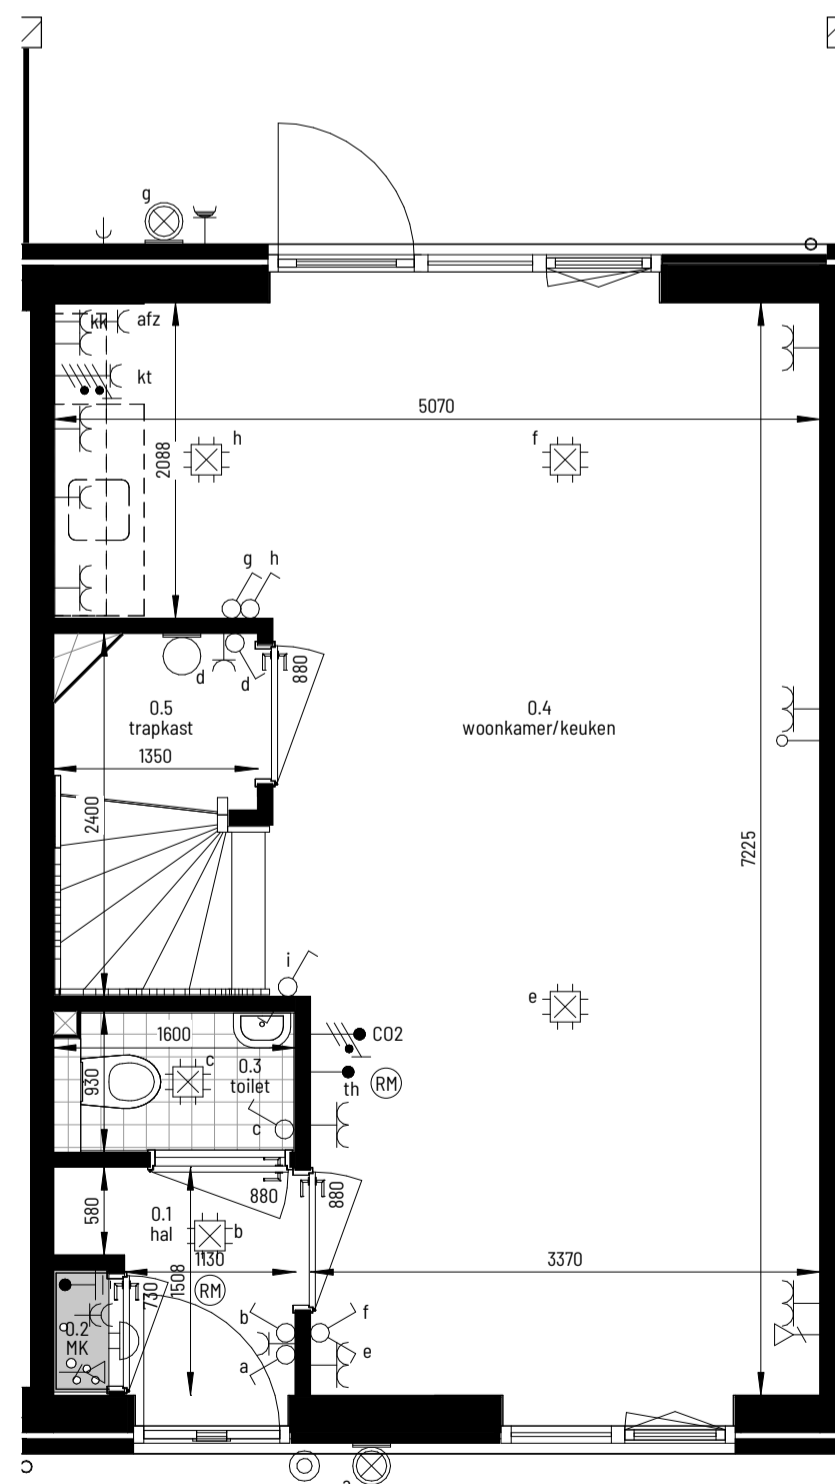 g
kk
afz
kt
5070
h
f
2088
g
h
d
d
880
0.5
trapkast
0.4
woonkamer/keuken
1350
2400
7225
i
e
1600
CO2
c
0.3
toilet
930
th
RM
c
880
880
580
0.1
hal
b
1130
3370
1508
RM
730
0.2
MK
b
f
a
e